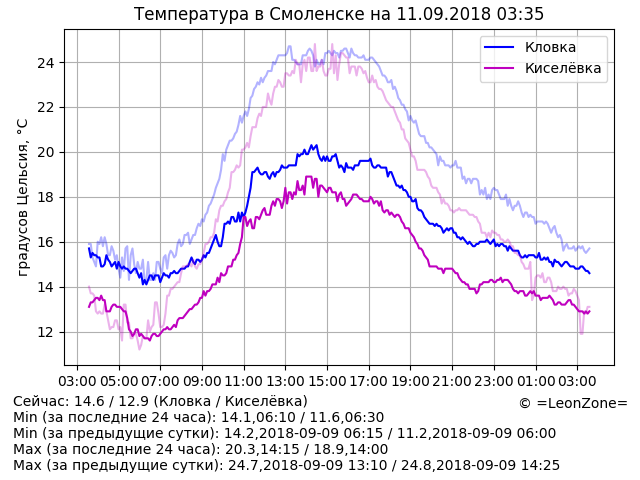 Температура в Смоленске на 11.09.2018 03:35
Кловка
Киселёвка
градусов Цельсия, °C
24
22
20
18
16
14
12
03:00 05:00 07:00 09:00 11:00 13:00 15:00 17:00 19:00 21:00 23:00 01:00 03:00
Сейчас: 14.6 / 12.9 (Кловка / Киселёвка)
© =LeonZone=
Min (за последние 24 часа): 14.1,06:10 / 11.6,06:30
Min (за предыдущие сутки): 14.2,2018-09-09 06:15 / 11.2,2018-09-09 06:00
Max (за последние 24 часа): 20.3,14:15 / 18.9,14:00
Max (за предыдущие сутки): 24.7,2018-09-09 13:10 / 24.8,2018-09-09 14:25